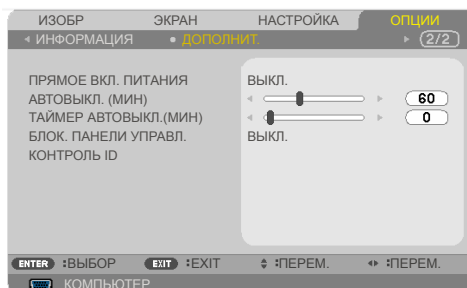 ИЗОБР ЭКРАН НАСТРОЙКА ОПЦИИ
ИНФОРМАЦИЯ ДОПОЛНИТ. (2/2)
ПРЯМОЕ ВКЛ. ПИТАНИЯ ВЫКЛ.
АВТОВЫКЛ. (МИН) 60
ТАЙМЕР АВТОВЫКЛ.(МИН) 0
БЛОК. ПАНЕЛИ УПРАВЛ. ВЫКЛ.
КОНТРОЛЬ ID
ENTER :ВЫБОР EXIT :EXIT :ПЕРЕМ. :ПЕРЕМ.
КОМПЬЮТЕР